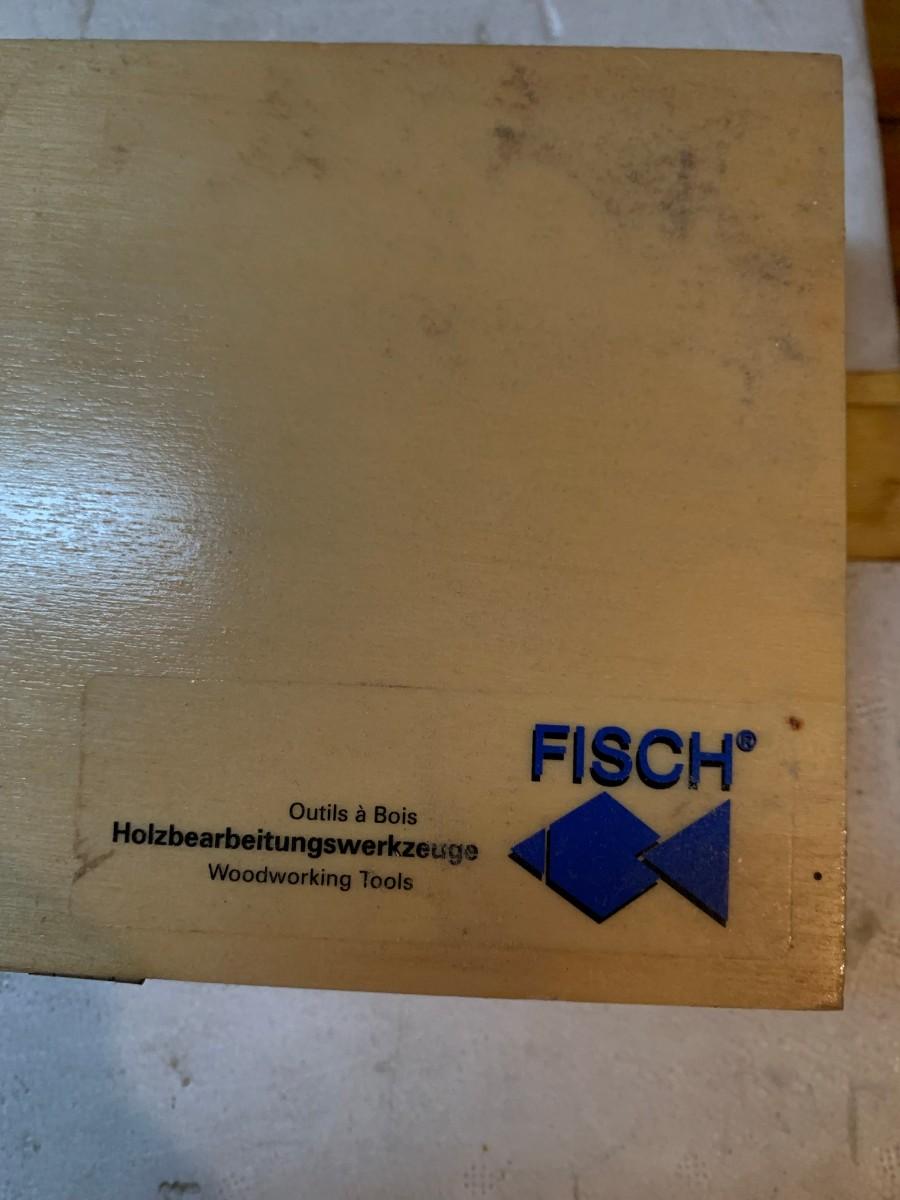 FISCH®
Outils à Bois
Holzbearbeitungswerkzeuge
Woodworking Tools